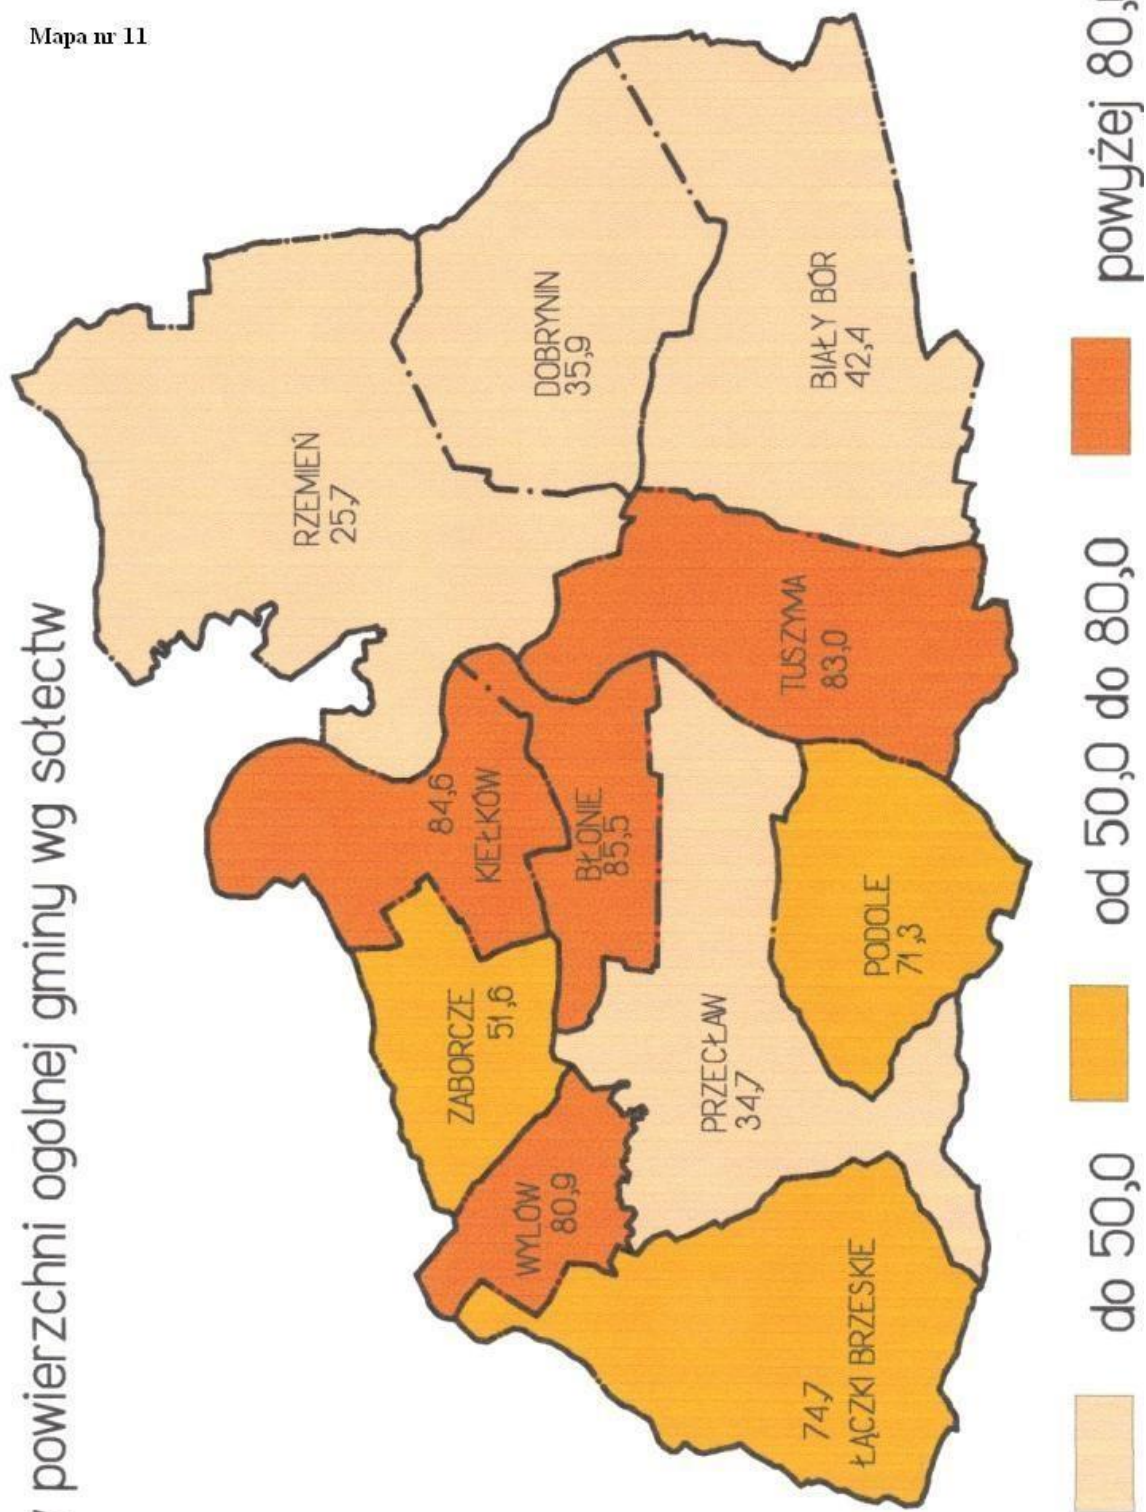 Mapa nr 11
powierzchni ogólnej gminy wg sołectw
RZEMIEŃ
25,7
DOBRYNIN
35,9
BIAŁY BÓR
42,4
84,6
KIEŁKÓW
BŁONIE
85,5
TUSZYMA
83,0
ZABORCZE
51,6
PRZECŁAW
34,7
PODOLE
71,3
WYLÓW
80,9
74,7
ŁĄCZKI BRZESKIE
do 50,0
od 50,0 do 80,0
powyżej 80,